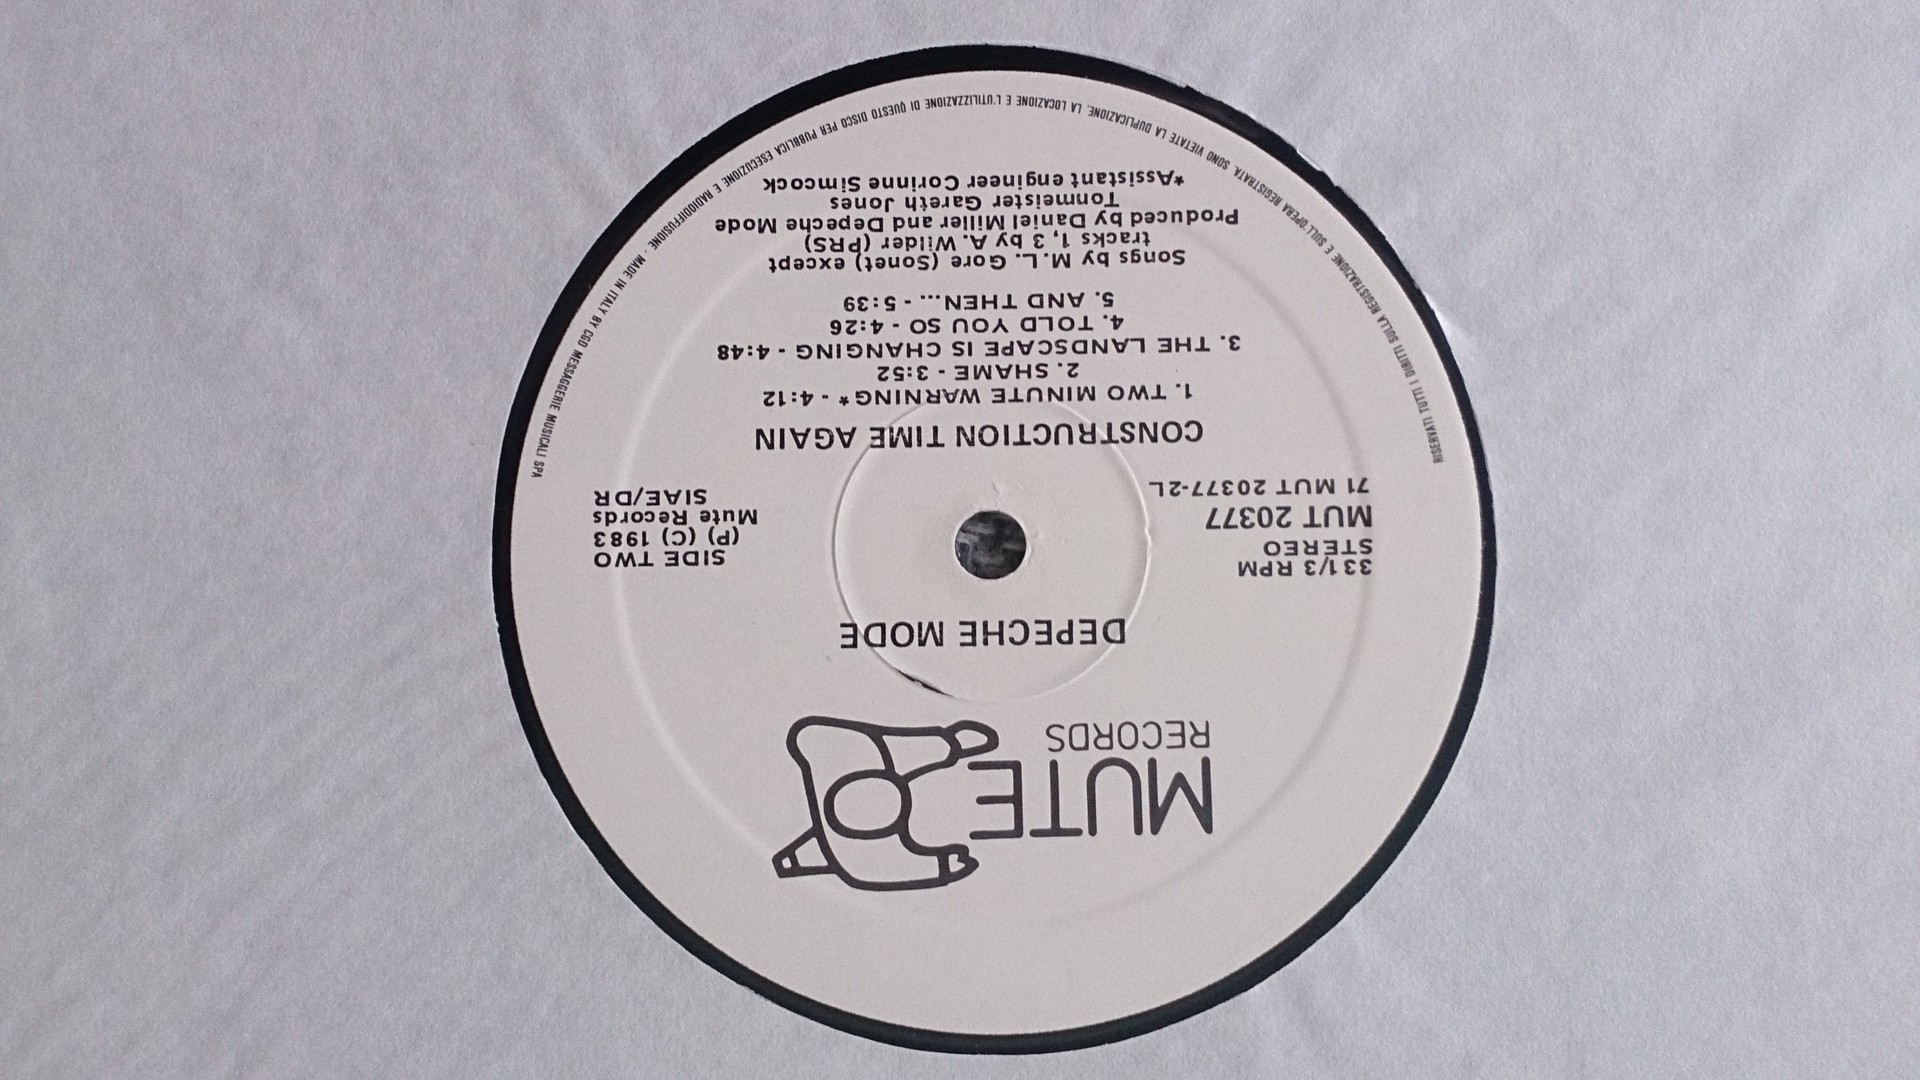 MUTE
RECORDS
DEPECHE MODE
33 1/3 RPM
STEREO
MUT 20377
71 MUT 20377-2L
SIDE TWO
(P) (C) 1983
Mute Records
SIAE/DR
CONSTRUCTION TIME AGAIN
1. TWO MINUTE WARNING* - 4:12
2. SHAME - 3:52
3. THE LANDSCAPE IS CHANGING - 4:48
4. TOLD YOU SO - 4:26
5. AND THEN... - 5:39
Songs by M.L. Gore (Sonet) except
tracks 1, 3 by A. Wilder (PRS)
Produced by Daniel Miller and Depeche Mode
Tonmeister Gareth Jones
*Assistant engineer Corinne Simcock
RISERVATI TUTTI I DIRITTI SULLA REGISTRAZIONE E SULL'OPERA REGISTRATA. SONO VIETATE LA DUPLICAZIONE, LA LOCAZIONE E L'UTILIZZAZIONE DI QUESTO DISCO PER PUBBLICA ESECUZIONE E RADIODIFFUSIONE · MADE IN ITALY BY CGD MESSAGGERIE MUSICALI SPA